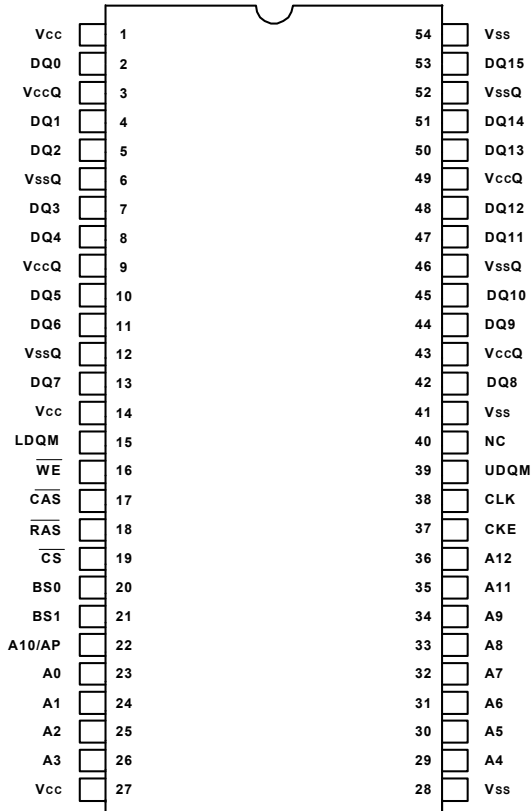 Vcc 1 54 Vss
DQ0 2 53 DQ15
VccQ 3 52 VssQ
DQ1 4 51 DQ14
DQ2 5 50 DQ13
VssQ 6 49 VccQ
DQ3 7 48 DQ12
DQ4 8 47 DQ11
VccQ 9 46 VssQ
DQ5 10 45 DQ10
DQ6 11 44 DQ9
VssQ 12 43 VccQ
DQ7 13 42 DQ8
Vcc 14 41 Vss
LDQM 15 40 NC
W̅E̅ 16 39 UDQM
C̅A̅S̅ 17 38 CLK
R̅A̅S̅ 18 37 CKE
C̅S̅ 19 36 A12
BS0 20 35 A11
BS1 21 34 A9
A10/AP 22 33 A8
A0 23 32 A7
A1 24 31 A6
A2 25 30 A5
A3 26 29 A4
Vcc 27 28 Vss